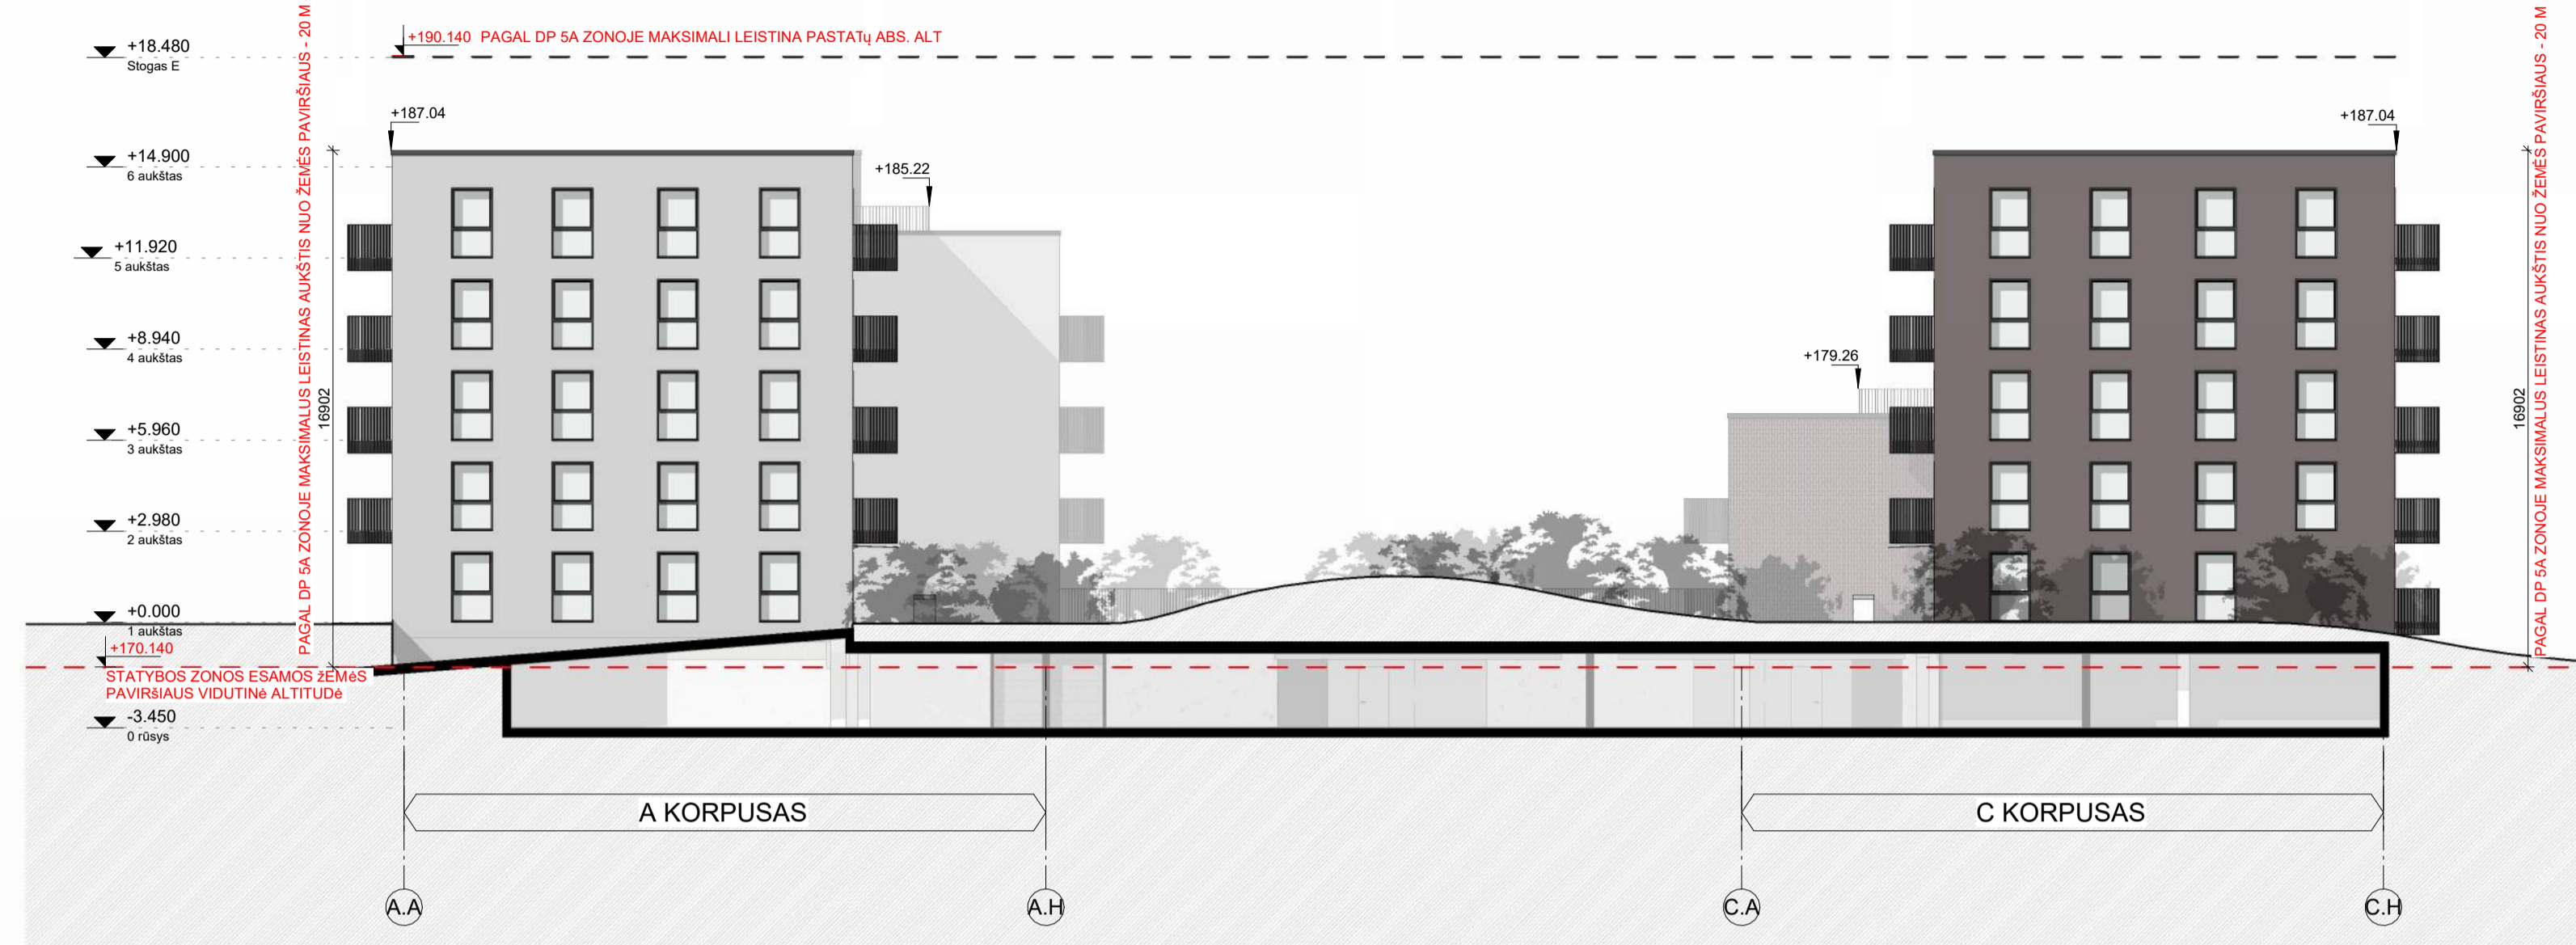 +190.140 PAGAL DP 5A ZONOJE MAKSIMALI LEISTINA PASTATų ABS. ALT
+18.480
Stogas E
+187.04
+187.04
+14.900
6 aukštas
+185.22
+11.920
5 aukštas
+8.940
4 aukštas
+179.26
+5.960
3 aukštas
+2.980
2 aukštas
+0.000
1 aukštas
+170.140
STATYBOS ZONOS ESAMOS žEMėS
PAVIRšIAUS VIDUTINė ALTITUDė
-3.450
0 rūsys
PAGAL DP 5A ZONOJE MAKSIMALUS LEISTINAS AUKŠTIS NUO ŽEMĖS PAVIRŠIAUS - 20 M
16902
16902
PAGAL DP 5A ZONOJE MAKSIMALUS LEISTINAS AUKŠTIS NUO ŽEMĖS PAVIRŠIAUS - 20 M
A KORPUSAS
C KORPUSAS
A.A
A.H
C.A
C.H